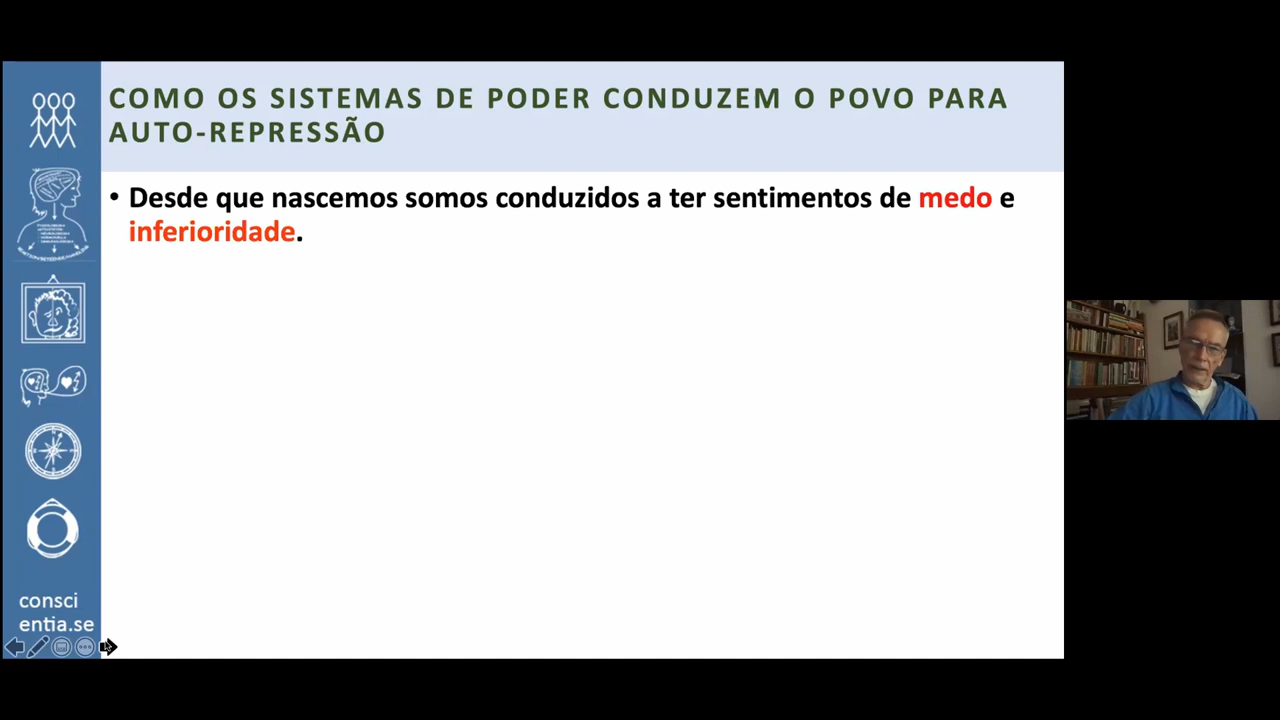 COMO OS SISTEMAS DE PODER CONDUZEM O POVO PARA
AUTO-REPRESSÃO
• Desde que nascemos somos conduzidos a ter sentimentos de medo e
inferioridade.
consci
entia.se